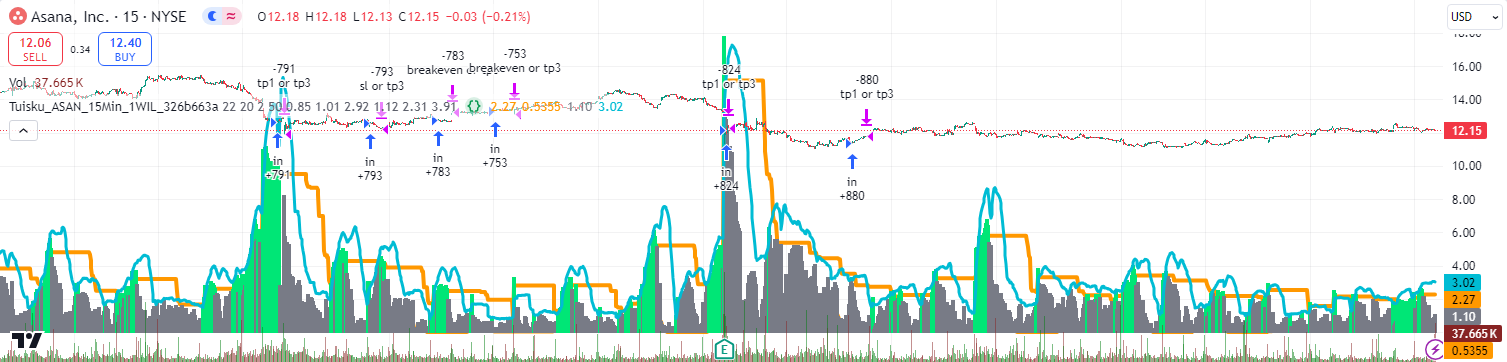 Asana, Inc. · 15 · NYSE O12.18 H12.18 L12.13 C12.15 −0.03 (−0.21%)
USD
12.06
SELL
0.34
12.40
BUY
Vol 37.665K
Tuisku_ASAN_15Min_1WIL_326b663a 22 20 2 50 0.85 1.01 2.92 1.12 2.31 3.91 2.27 0.5355 1.10 3.02
-791
tp1 or tp3
in
+791
-793
sl or tp3
in
+793
-783
breakeven or tp3
in
+783
-753
breakeven or tp3
in
+753
-824
tp1 or tp3
in
+824
-880
tp1 or tp3
in
+880
E
18.00
16.00
14.00
12.15
10.00
8.00
6.00
4.00
3.02
2.27
1.10
37.665K
0.5355